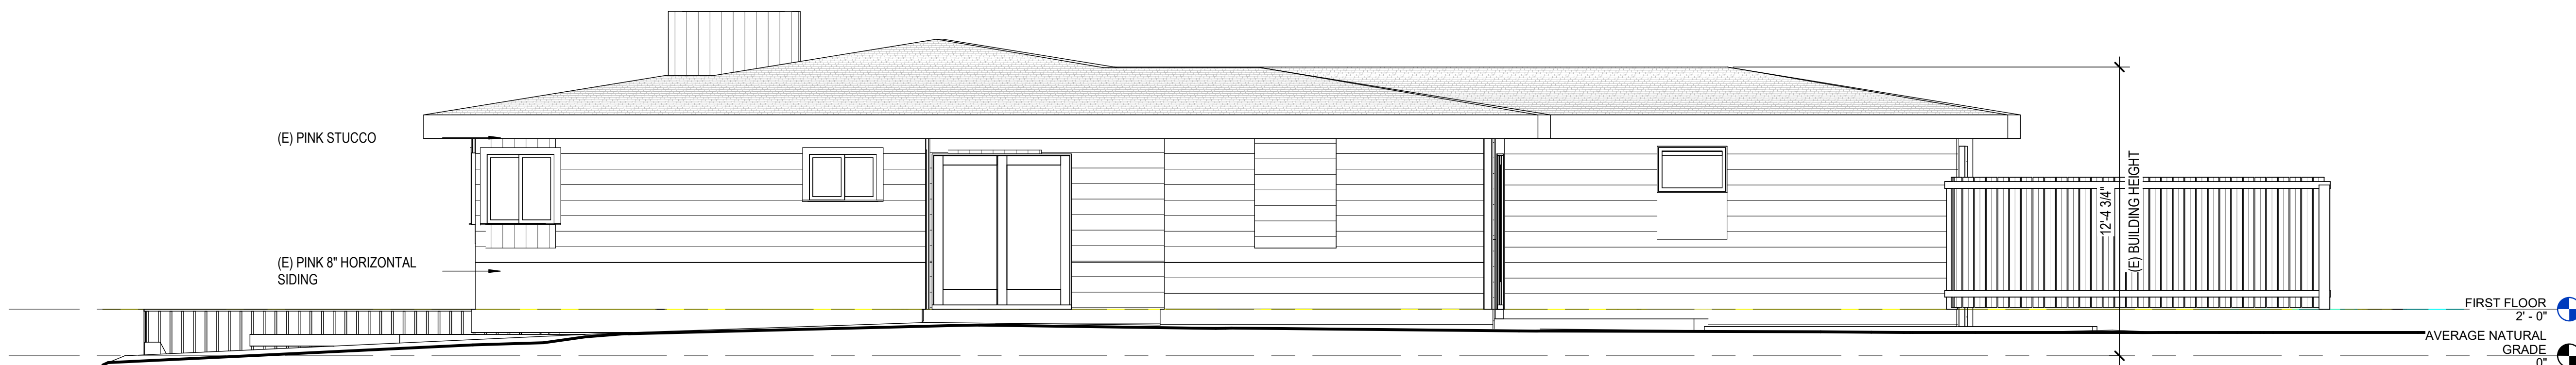 (E) PINK STUCCO
(E) PINK 8" HORIZONTAL
SIDING
12'-4 3/4"
(E) BUILDING HEIGHT
FIRST FLOOR
2' - 0"
AVERAGE NATURAL
GRADE
0"